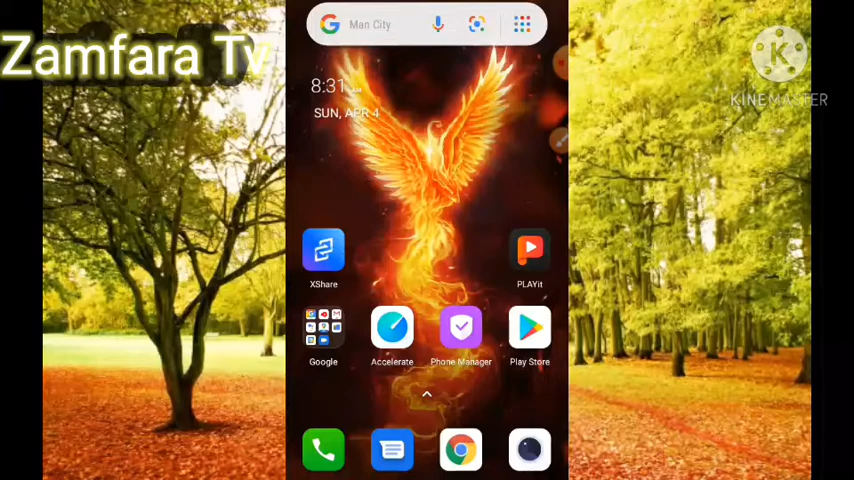 Zamfara Tv
Man City
K
KINEMASTER
8:31
SUN, APR 4
XShare
PLAYit
Google
Accelerate
Phone Manager
Play Store